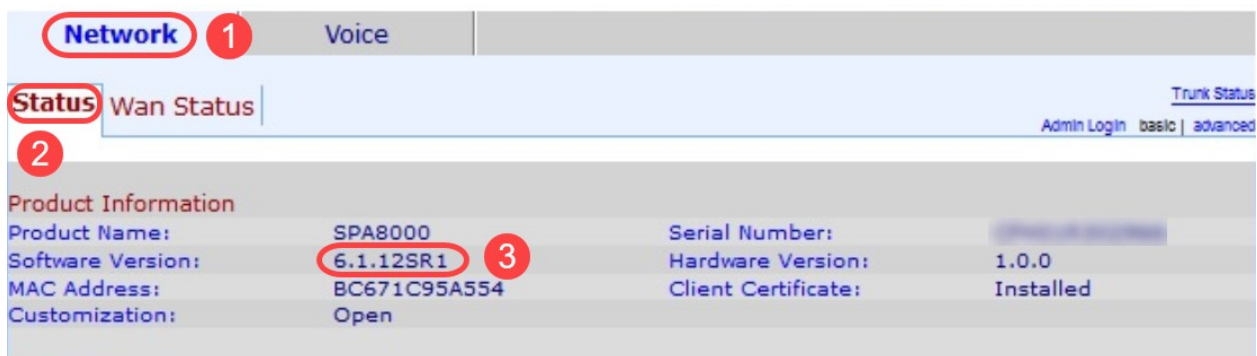 Network 1 Voice
Status Wan Status
Trunk Status
Admin Login basic | advanced
2
Product Information
Product Name: SPA8000 Serial Number:
Software Version: 6.1.12SR1 3 Hardware Version: 1.0.0
MAC Address: BC671C95A554 Client Certificate: Installed
Customization: Open